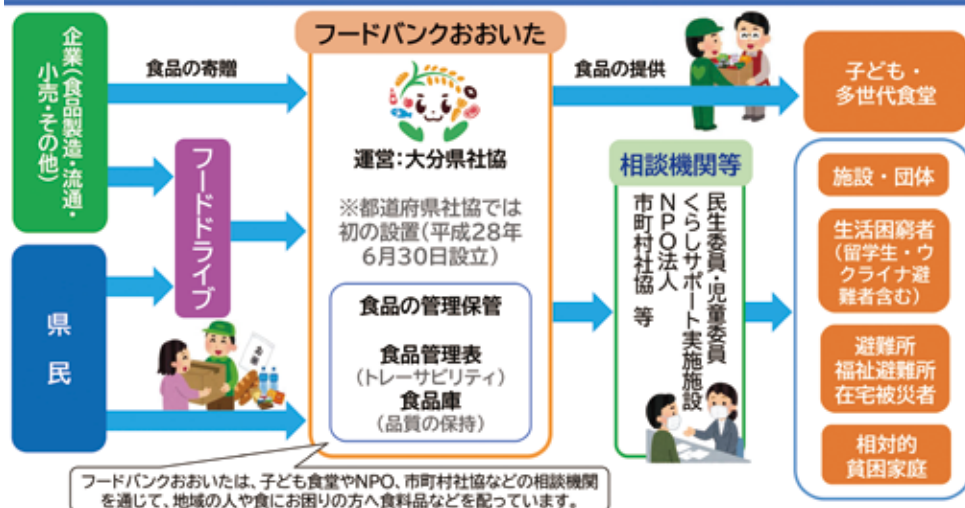 企業(食品製造・流通・
小売・その他)
県民
食品の寄贈
フードドライブ
お米
フードバンクおおいた
運営:大分県社協
※都道府県社協では
初の設置(平成28年
6月30日設立)
食品の管理保管
食品管理表
(トレーサビリティ)
食品庫
(品質の保持)
食品の提供
相談機関等
民生委員・児童委員
くらしサポート実施施設
NPO法人
市町村社協 等
子ども・
多世代食堂
施設・団体
生活困窮者
(留学生・ウ
クライナ避
難者含む)
避難所
福祉避難所
在宅被災者
相対的
貧困家庭
フードバンクおおいたは、子ども食堂やNPO、市町村社協などの相談機関
を通じて、地域の人や食にお困りの方へ食料品などを配っています。